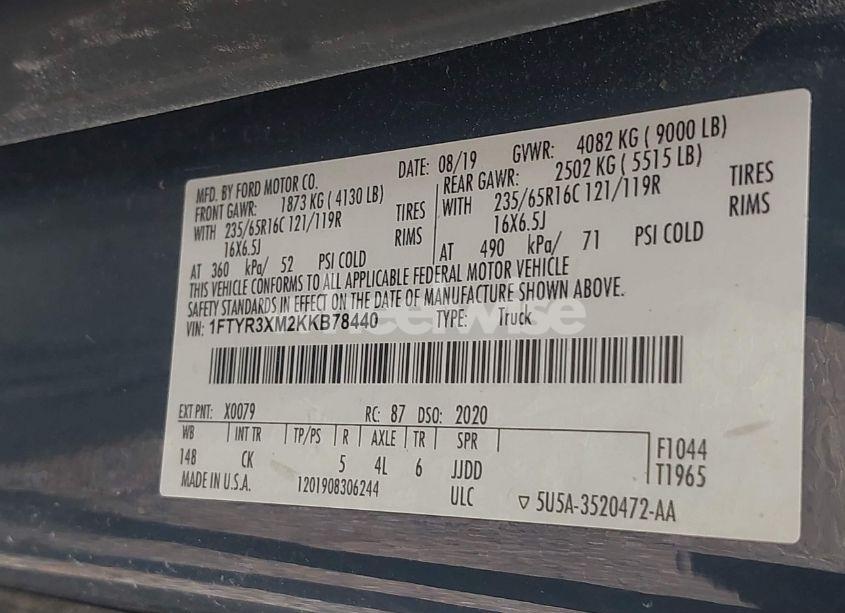 MFD. BY FORD MOTOR CO. DATE: 08/19 GVWR: 4082 KG ( 9000 LB)
FRONT GAWR: 1873 KG ( 4130 LB) REAR GAWR: 2502 KG ( 5515 LB)
WITH 235/65R16C 121/119R TIRES WITH 235/65R16C 121/119R TIRES
16X6.5J RIMS 16X6.5J RIMS
AT 360 kPa/ 52 PSI COLD AT 490 kPa/ 71 PSI COLD
THIS VEHICLE CONFORMS TO ALL APPLICABLE FEDERAL MOTOR VEHICLE
SAFETY STANDARDS IN EFFECT ON THE DATE OF MANUFACTURE SHOWN ABOVE.
VIN: 1FTYR3XM2KKB78440 TYPE: Truck
EXT PNT: X0079 RC: 87 DSO: 2020
WB INT TR TP/PS R AXLE TR SPR
148 CK 5 4L 6 JJDD
F1044
T1965
MADE IN U.S.A. 1201908306244 ULC ▽ 5U5A-3520472-AA